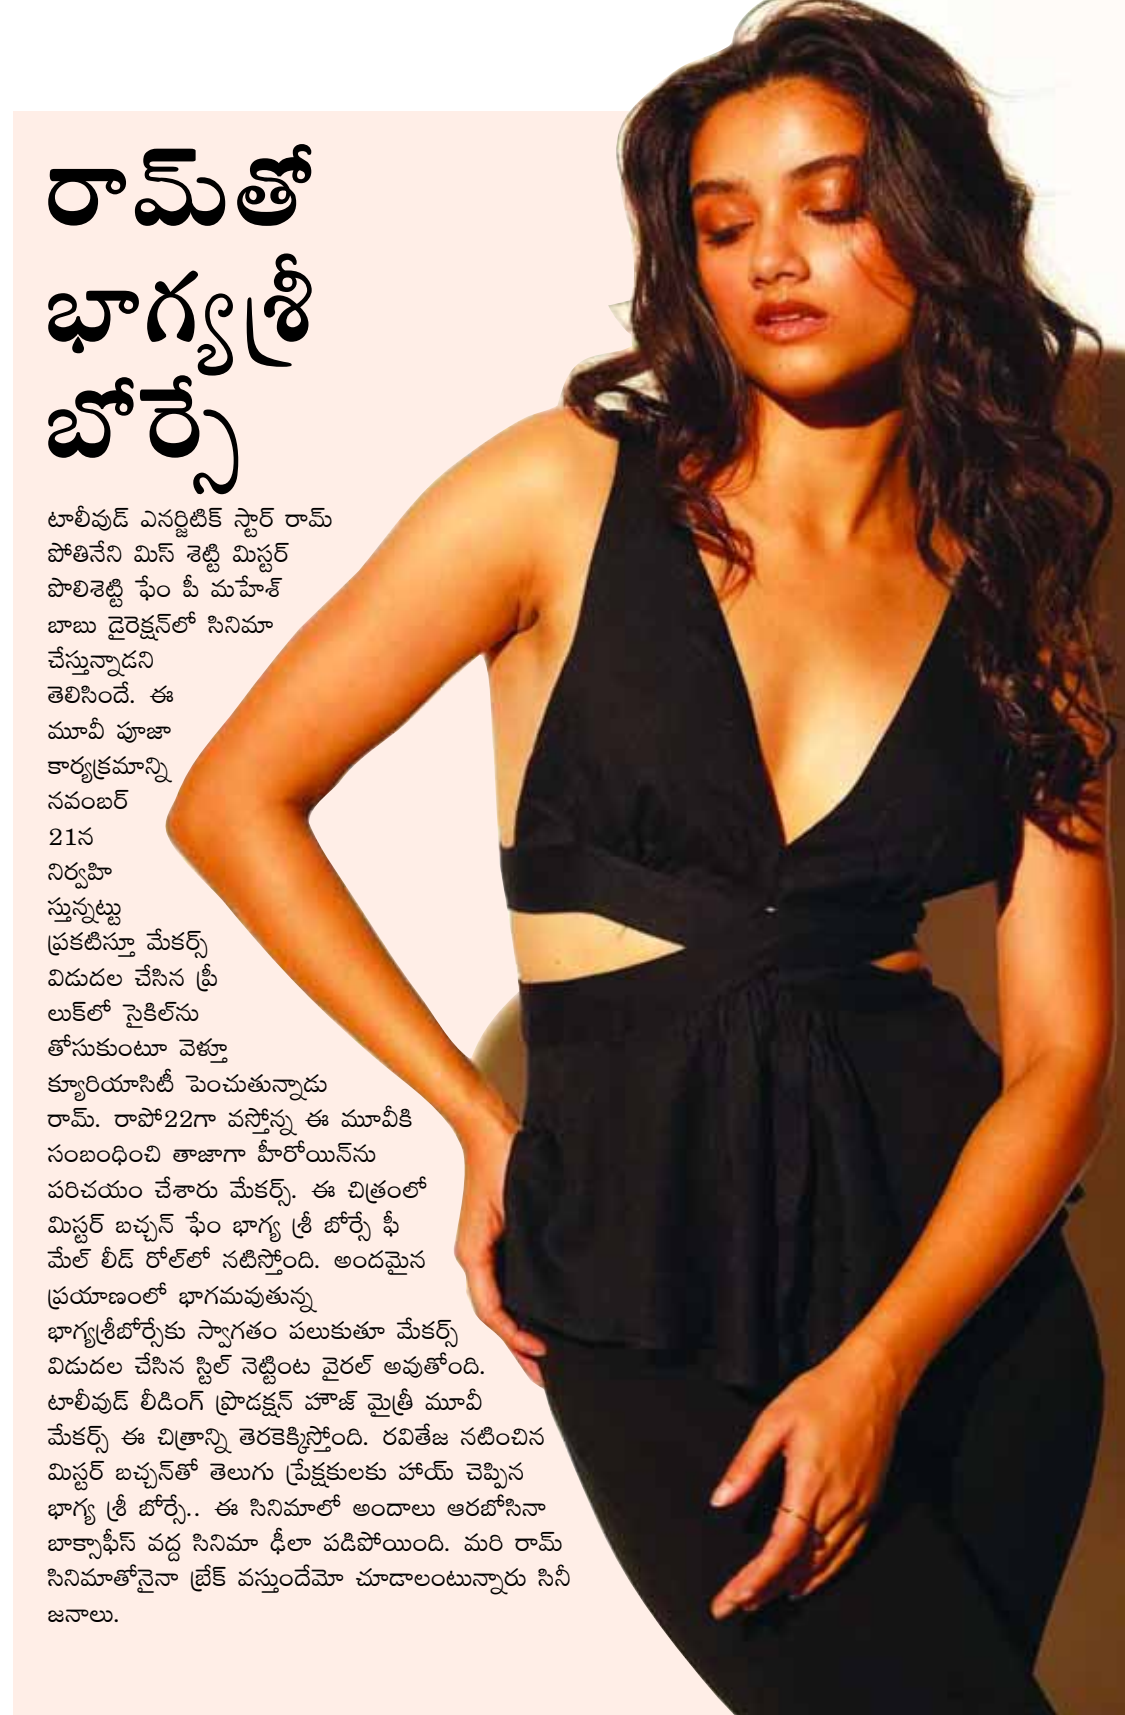 రామ్‌తో
భాగ్యశ్రీ
బోర్సే
టాలీవుడ్ ఎనర్జిటిక్ స్టార్ రామ్
పోతినేని మిస్ శెట్టి మిస్టర్
పొలిశెట్టి ఫేం పీ మహేశ్
బాబు డైరెక్షన్‌లో సినిమా
చేస్తున్నాడని
తెలిసిందే. ఈ
మూవీ పూజా
కార్యక్రమాన్ని
నవంబర్
21న
నిర్వహి
స్తున్నట్టు
ప్రకటిస్తూ మేకర్స్
విడుదల చేసిన ప్రీ
లుక్‌లో సైకిల్‌ను
తోసుకుంటూ వెళ్తూ
క్యూరియాసిటీ పెంచుతున్నాడు
రామ్. రాపో22గా వస్తోన్న ఈ మూవీకి
సంబంధించి తాజాగా హీరోయిన్‌ను
పరిచయం చేశారు మేకర్స్. ఈ చిత్రంలో
మిస్టర్ బచ్చన్ ఫేం భాగ్య శ్రీ బోర్సే ఫీ
మేల్ లీడ్ రోల్‌లో నటిస్తోంది. అందమైన
ప్రయాణంలో భాగమవుతున్న
భాగ్యశ్రీబోర్సేకు స్వాగతం పలుకుతూ మేకర్స్
విడుదల చేసిన స్టిల్ నెట్టింట వైరల్ అవుతోంది.
టాలీవుడ్ లీడింగ్ ప్రొడక్షన్ హౌజ్ మైత్రీ మూవీ
మేకర్స్ ఈ చిత్రాన్ని తెరకెక్కిస్తోంది. రవితేజ నటించిన
మిస్టర్ బచ్చన్‌తో తెలుగు ప్రేక్షకులకు హాయ్ చెప్పిన
భాగ్య శ్రీ బోర్సే.. ఈ సినిమాలో అందాలు ఆరబోసినా
బాక్సాఫీస్ వద్ద సినిమా ఢీలా పడిపోయింది. మరి రామ్
సినిమాతోనైనా బ్రేక్ వస్తుందేమో చూడాలంటున్నారు సినీ
జనాలు.